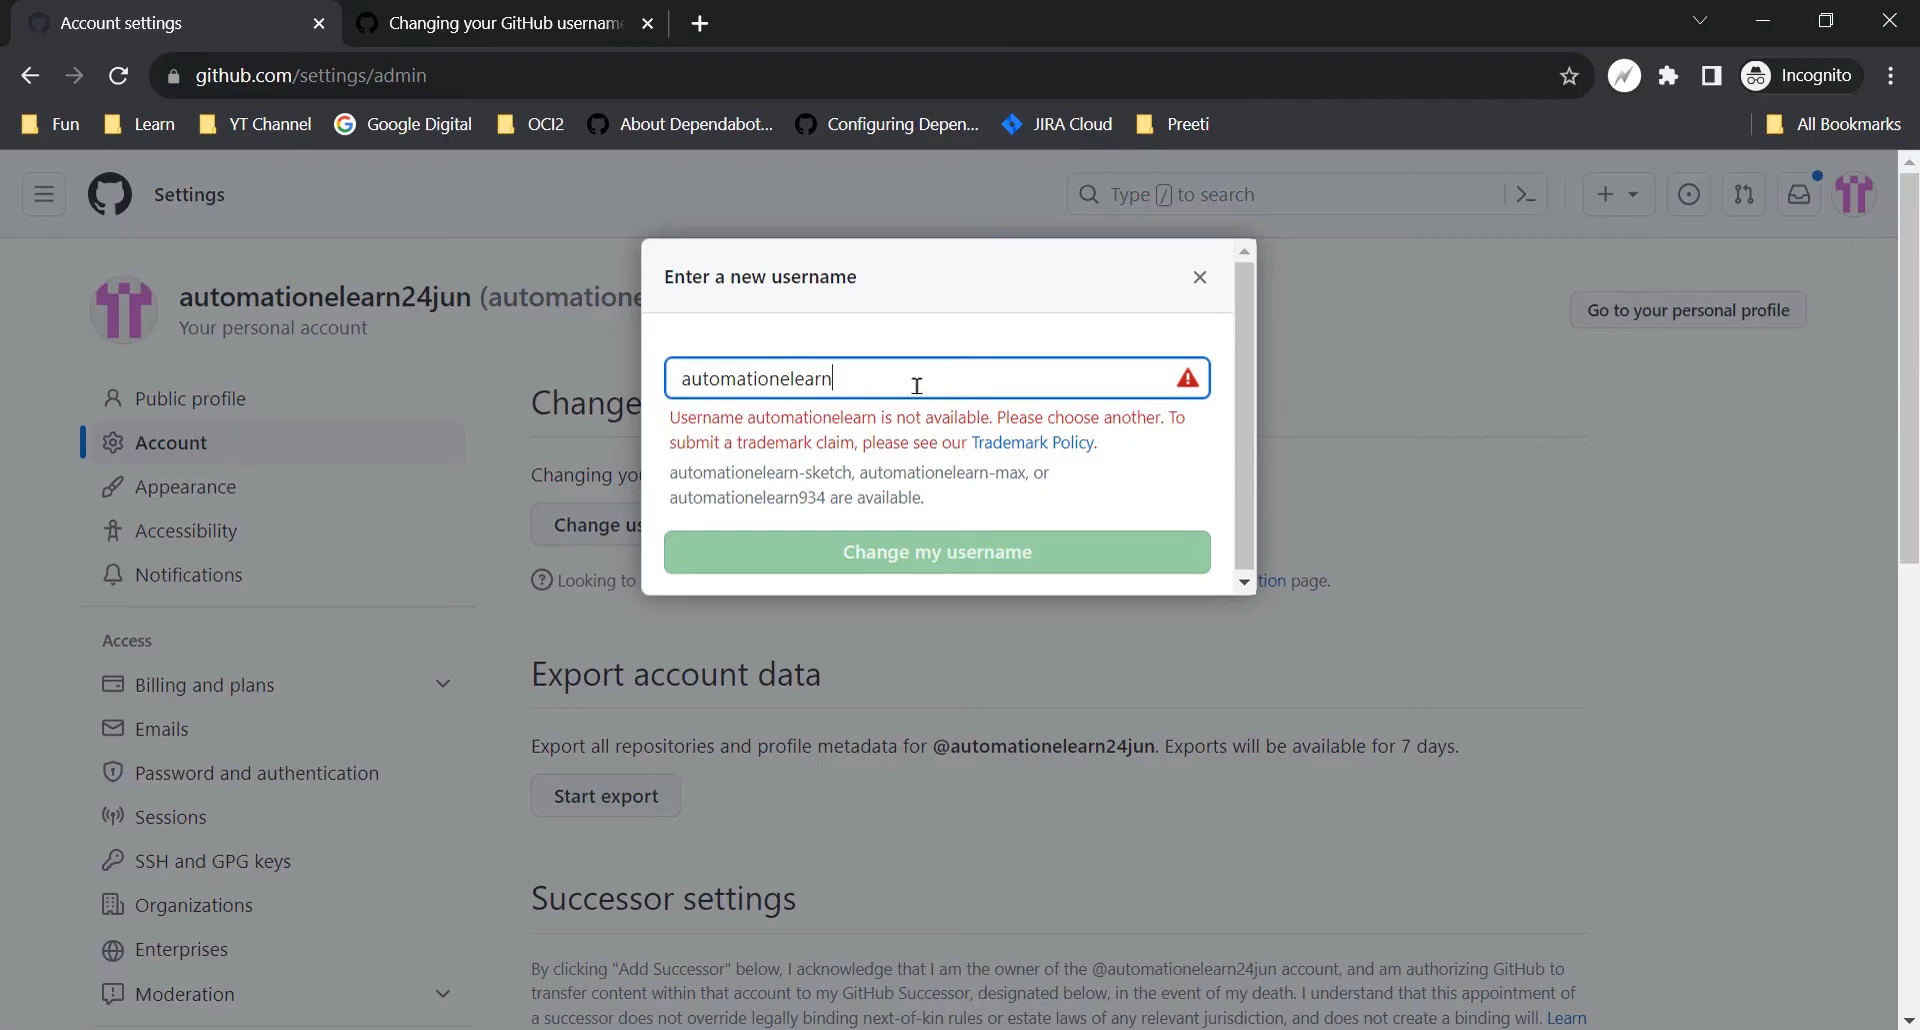 Account settings
Changing your GitHub username
github.com/settings/admin
Incognito
Fun
Learn
YT Channel
Google Digital
OCI2
About Dependabot...
Configuring Depen...
JIRA Cloud
Preeti
All Bookmarks
Settings
Type / to search
automationelearn24jun (automatione
Your personal account
Go to your personal profile
Enter a new username
automationelearn
Username automationelearn is not available. Please choose another. To
submit a trademark claim, please see our Trademark Policy.
automationelearn-sketch, automationelearn-max, or
automationelearn934 are available.
Change my username
Public profile
Account
Appearance
Accessibility
Notifications
Access
Billing and plans
Emails
Password and authentication
Sessions
SSH and GPG keys
Organizations
Enterprises
Moderation
Change
Changing you
Change us
Looking to
tion page.
Export account data
Export all repositories and profile metadata for @automationelearn24jun. Exports will be available for 7 days.
Start export
Successor settings
By clicking "Add Successor" below, I acknowledge that I am the owner of the @automationelearn24jun account, and am authorizing GitHub to
transfer content within that account to my GitHub Successor, designated below, in the event of my death. I understand that this appointment of
a successor does not override legally binding next-of-kin rules or estate laws of any relevant jurisdiction, and does not create a binding will. Learn